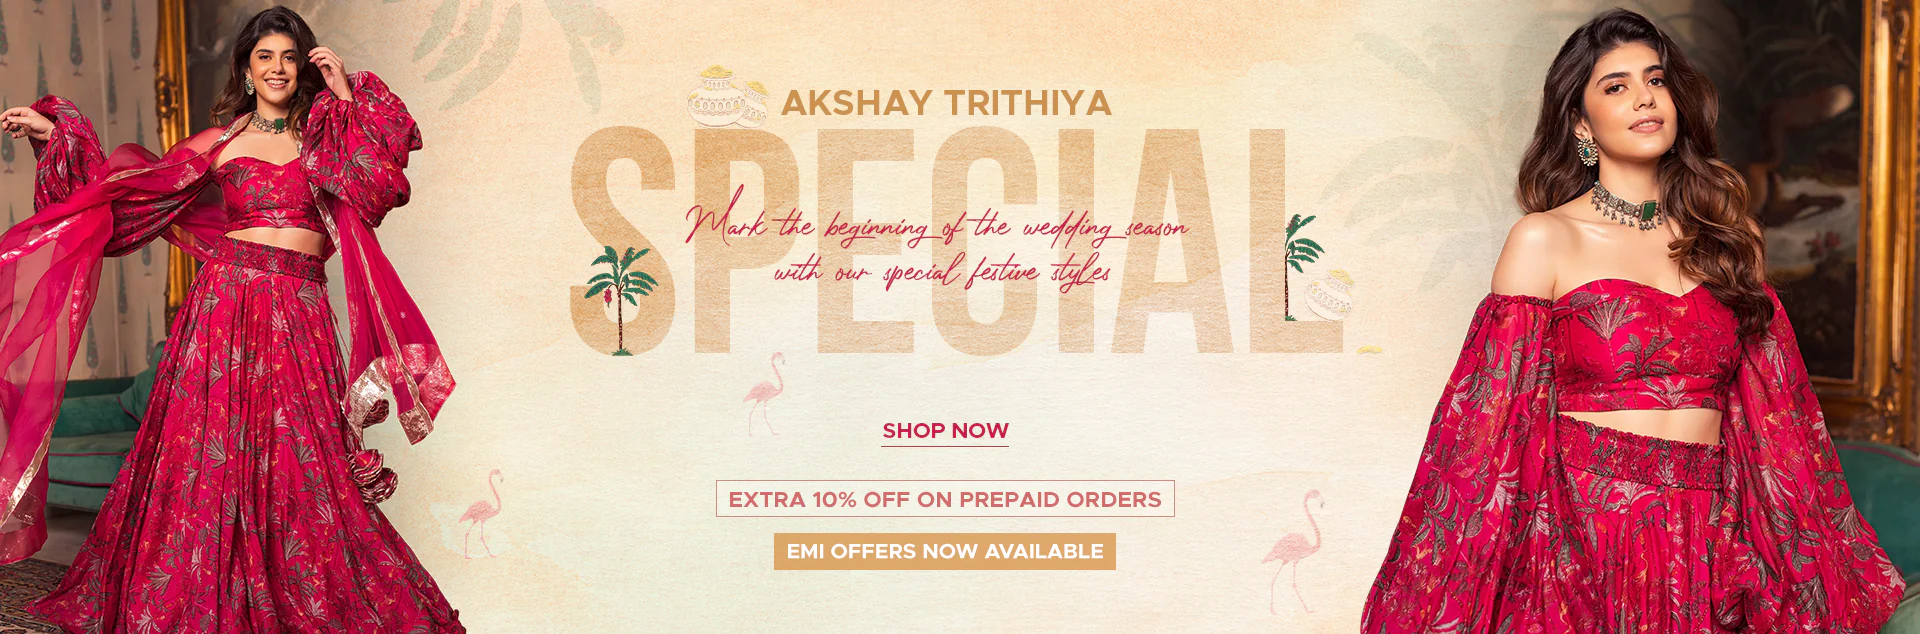 AKSHAY TRITHIYA
SPECIAL
Mark the beginning of the wedding season
with our special festive styles
SHOP NOW
EXTRA 10% OFF ON PREPAID ORDERS
EMI OFFERS NOW AVAILABLE